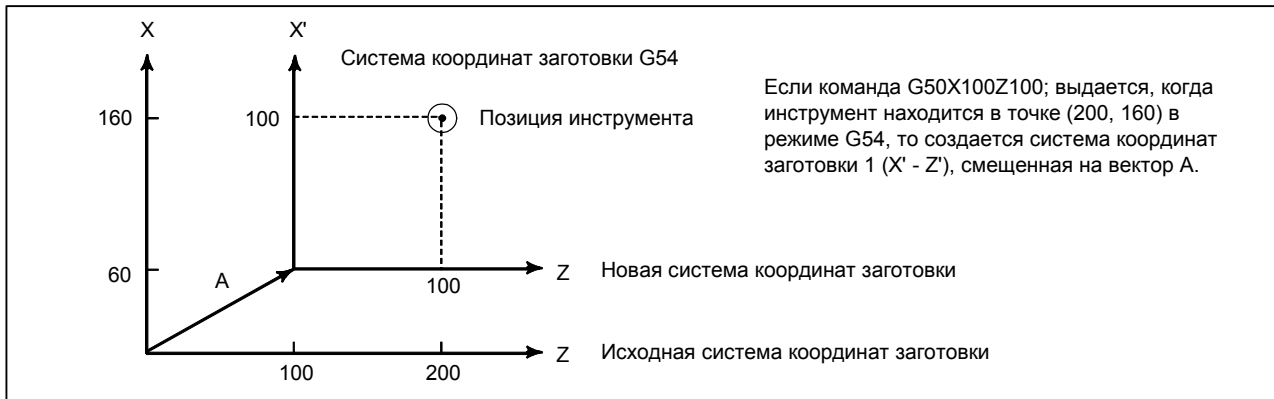 X
X'
Система координат заготовки G54
160
100
Позиция инструмента
Если команда G50X100Z100; выдается, когда
инструмент находится в точке (200, 160) в
режиме G54, то создается система координат
заготовки 1 (X' - Z'), смещенная на вектор A.
60
A
100
Z
Новая система координат заготовки
Z
Исходная система координат заготовки
100
200